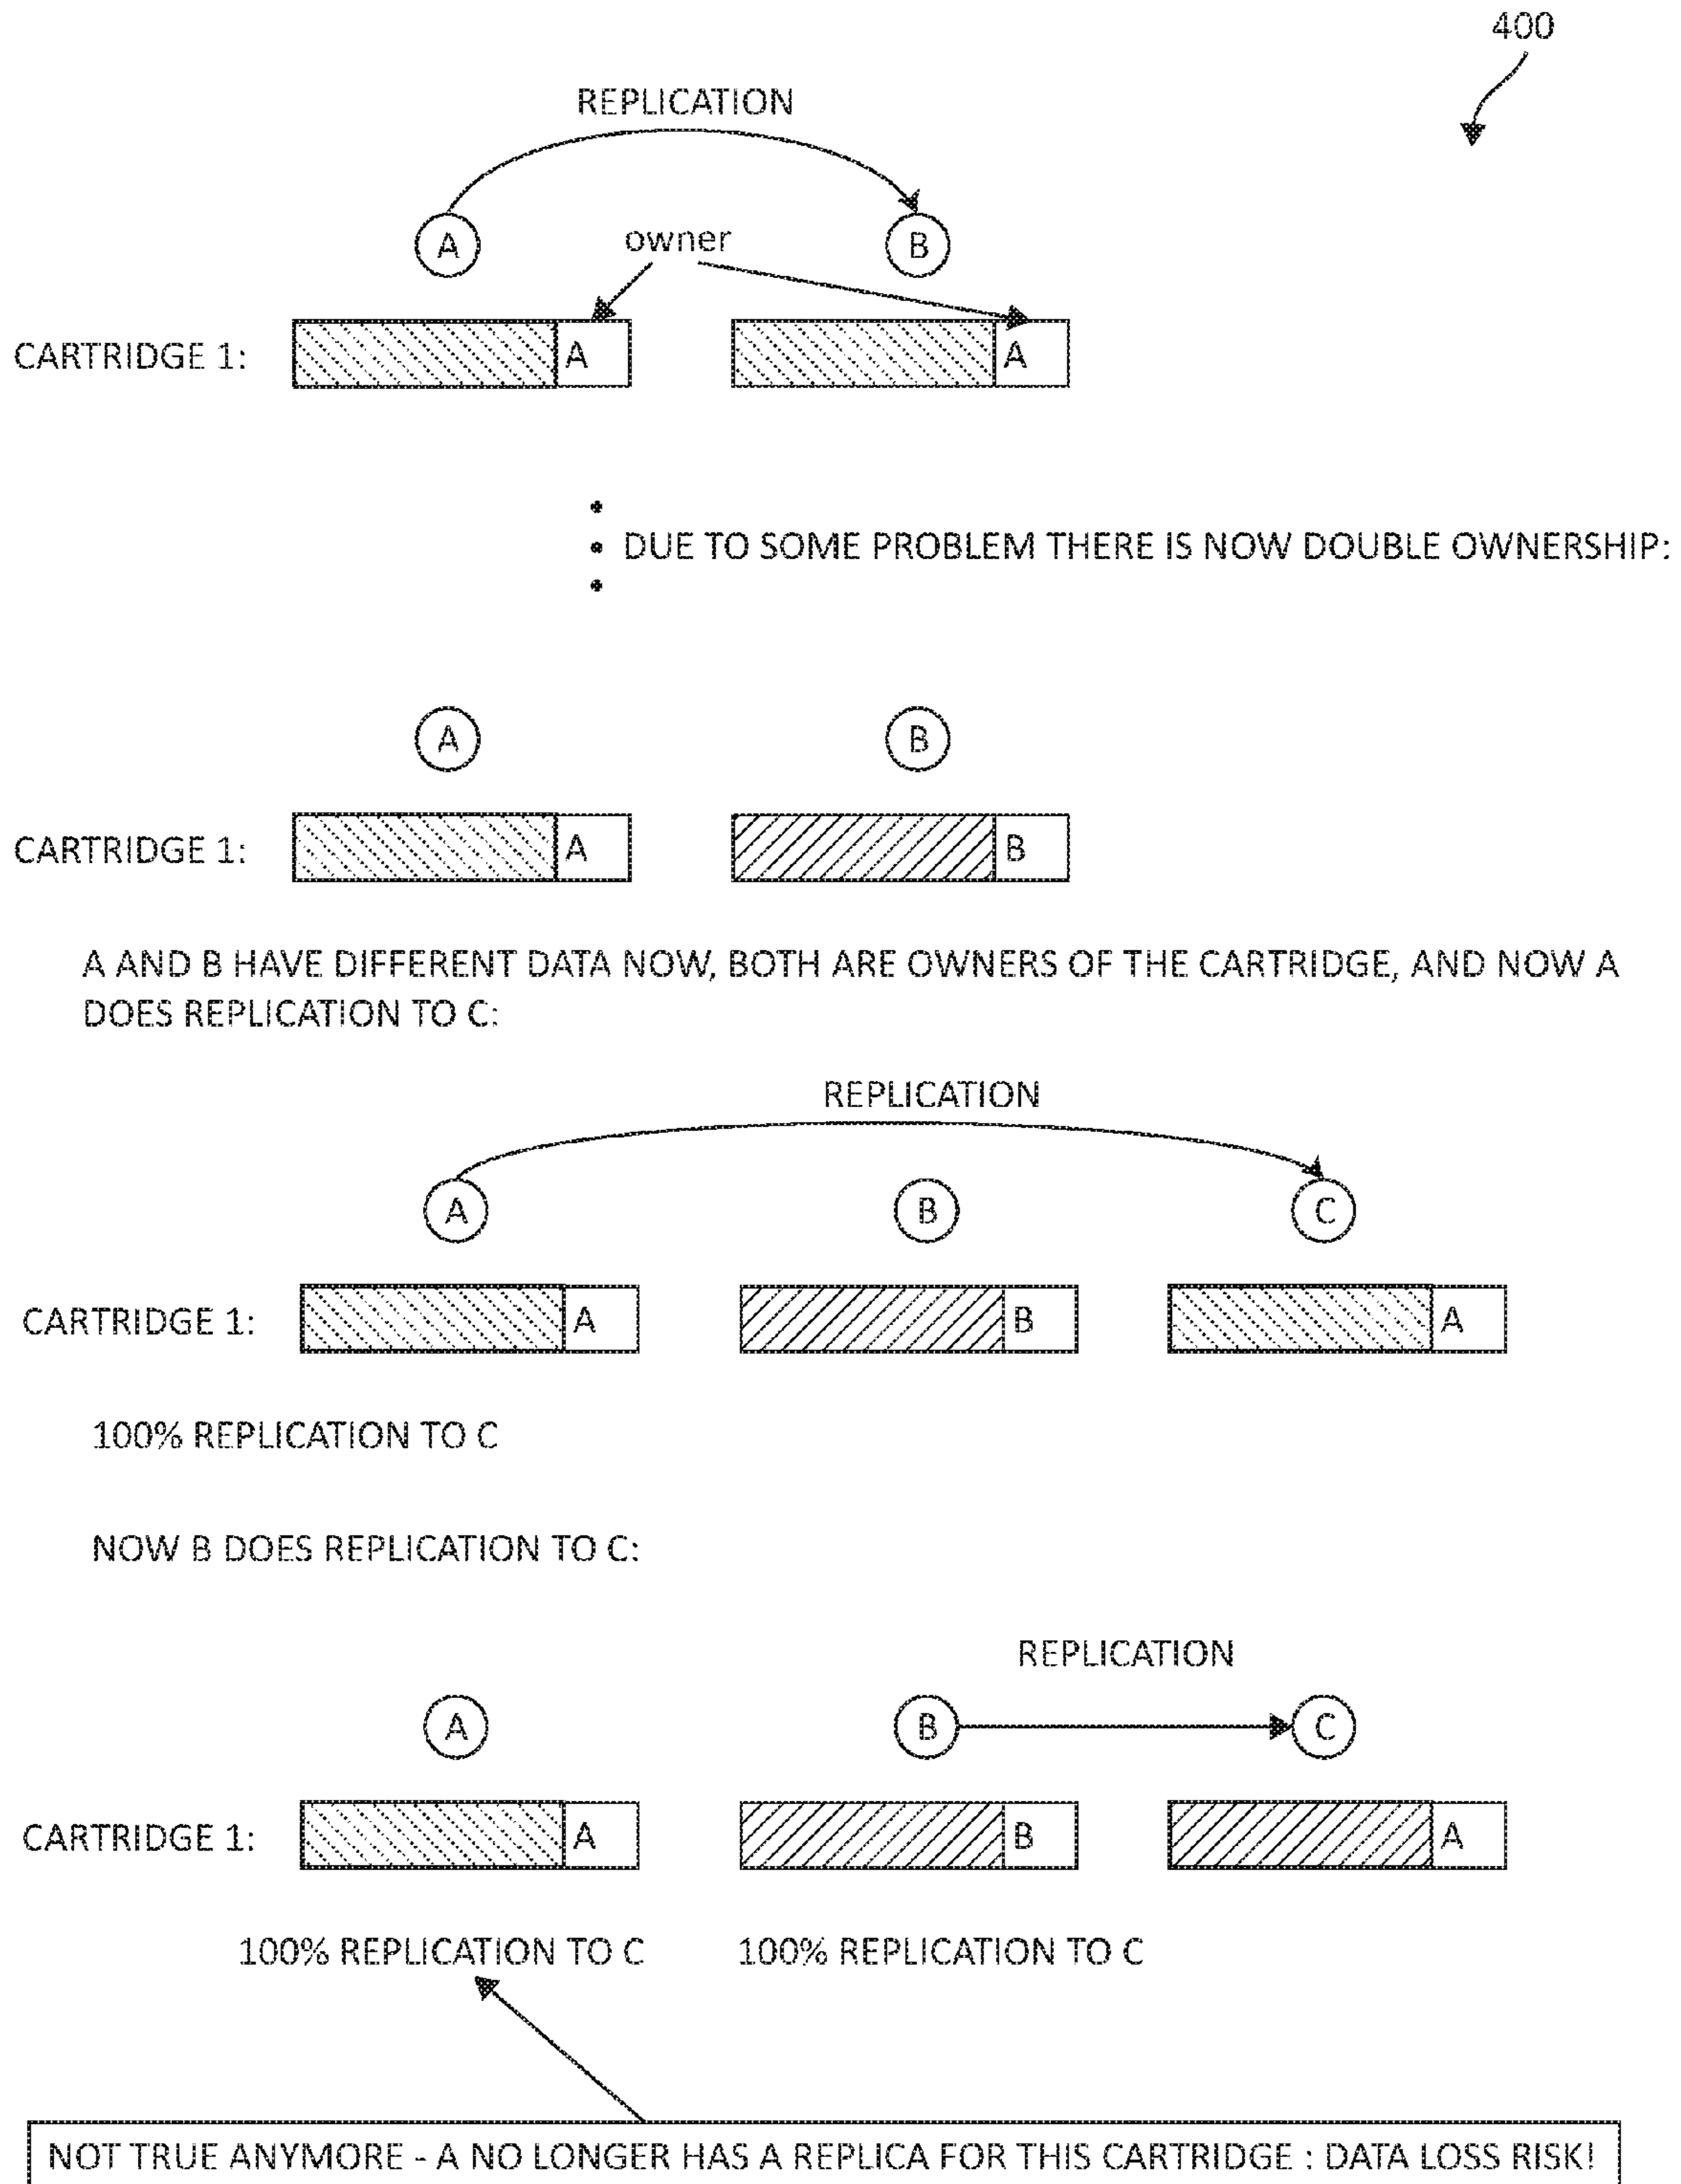 400
REPLICATION
A owner B
CARTRIDGE 1: A A
DUE TO SOME PROBLEM THERE IS NOW DOUBLE OWNERSHIP:
A B
CARTRIDGE 1: A B
A AND B HAVE DIFFERENT DATA NOW, BOTH ARE OWNERS OF THE CARTRIDGE, AND NOW A
DOES REPLICATION TO C:
REPLICATION
A B C
CARTRIDGE 1: A B A
100% REPLICATION TO C
NOW B DOES REPLICATION TO C:
REPLICATION
A B C
CARTRIDGE 1: A B A
100% REPLICATION TO C 100% REPLICATION TO C
NOT TRUE ANYMORE - A NO LONGER HAS A REPLICA FOR THIS CARTRIDGE : DATA LOSS RISK!